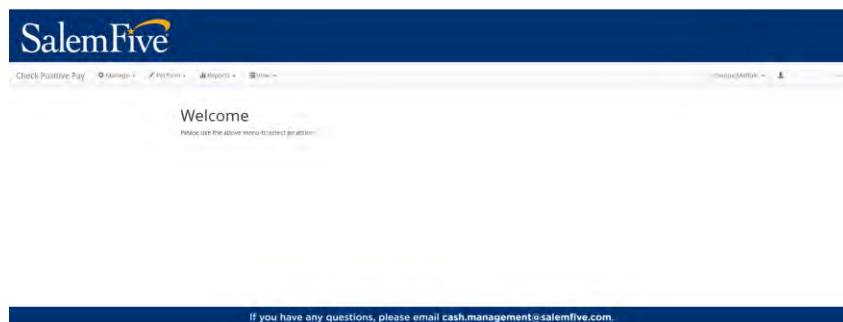 SalemFive
Check Positive Pay Manage Perform Reports View
Welcome
Please use the above menu to select an action.
If you have any questions, please email cash.management@salemfive.com.